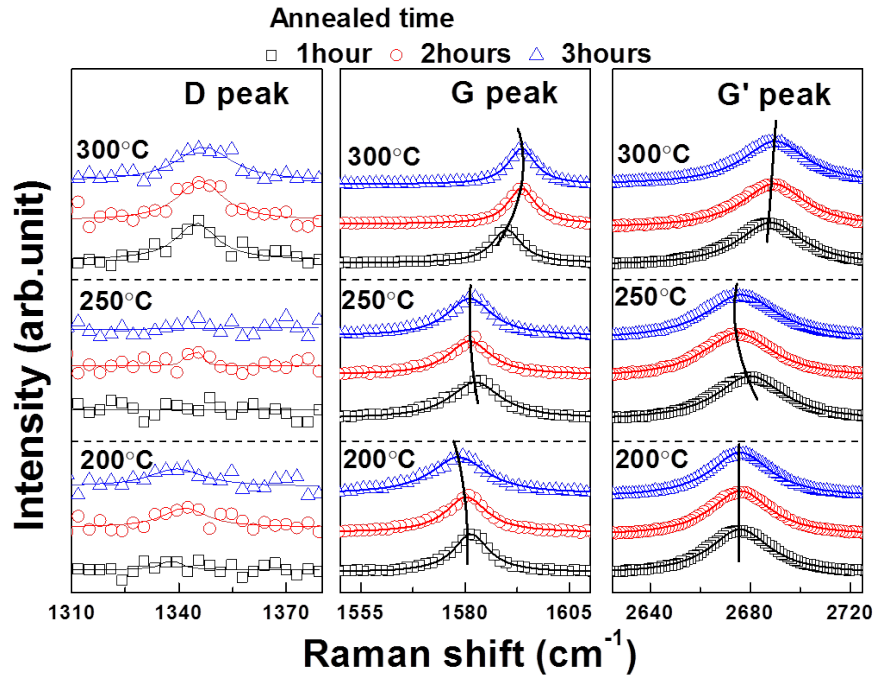 Annealed time
1hour 2hours 3hours
D peak G peak G' peak
300°C 300°C 300°C
250°C 250°C 250°C
200°C 200°C 200°C
Intensity (arb.unit)
1310 1340 1370 1555 1580 1605 2640 2680 2720
Raman shift (cm⁻¹)